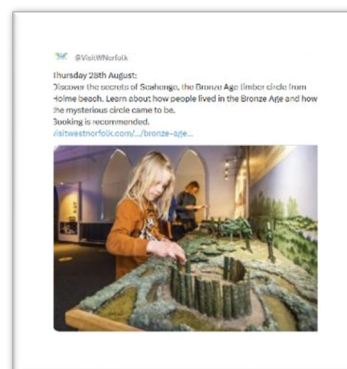 @VisitWNorfolk
Thursday 28th August:
Discover the secrets of Seahenge, the Bronze Age timber circle from
Holme beach. Learn about how people lived in the Bronze Age and how
the mysterious circle came to be.
Booking is recommended.
visitwestnorfolk.com/.../bronze-age...